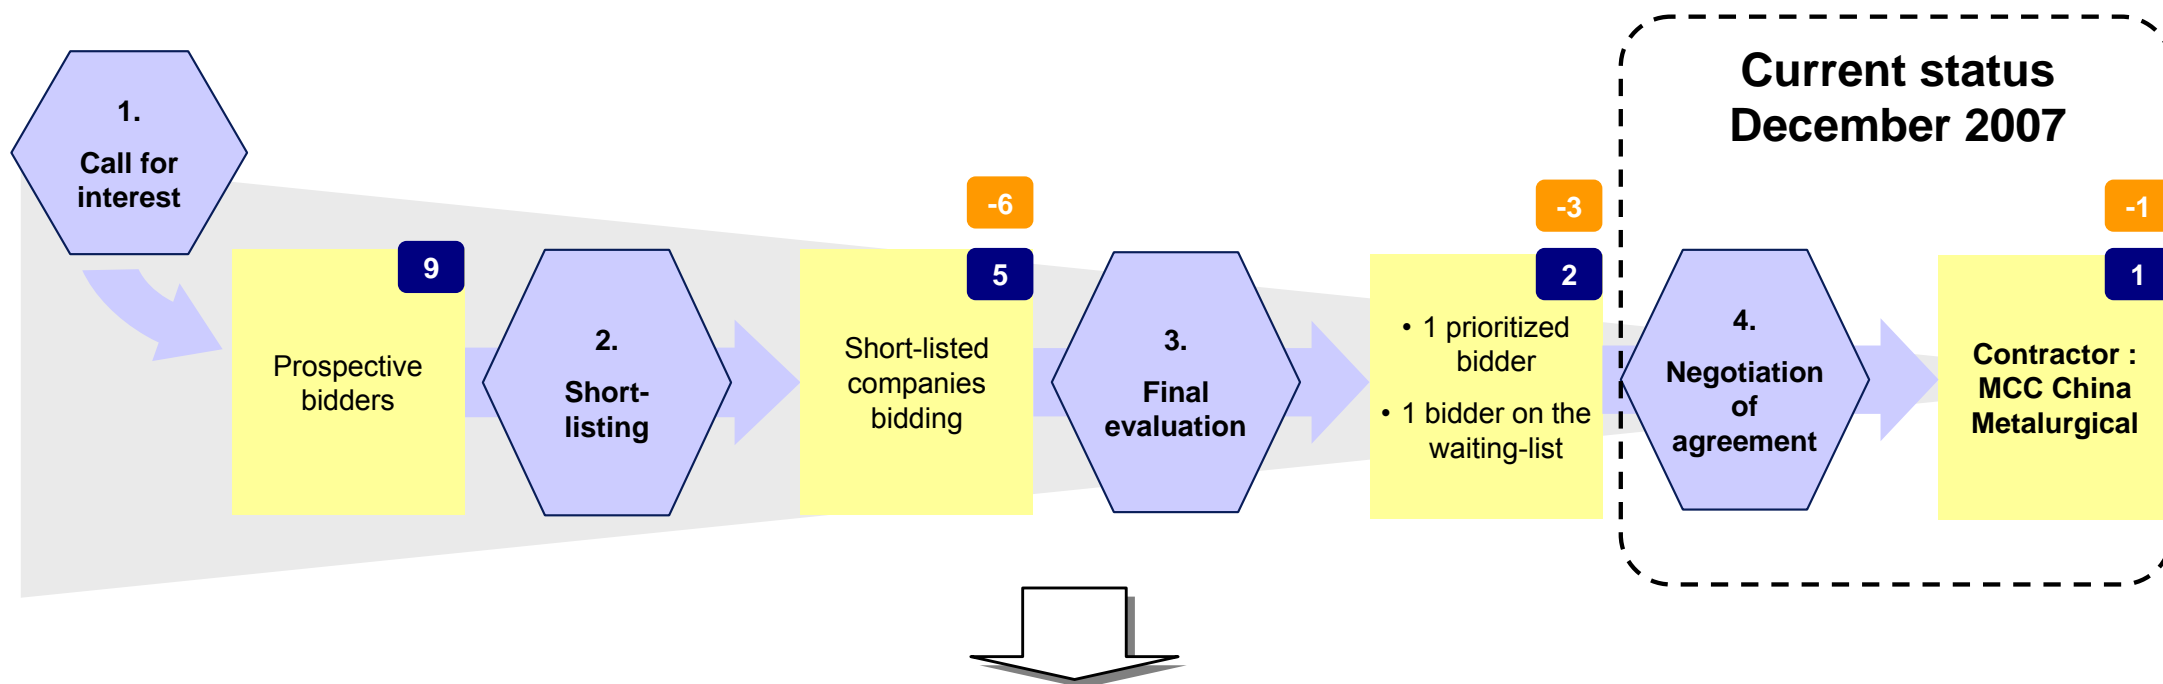 1.
Call for
interest
9
Prospective
bidders
2.
Short-
listing
-6
5
Short-listed
companies
bidding
3.
Final
evaluation
-3
2
• 1 prioritized
bidder
• 1 bidder on the
waiting-list
Current status
December 2007
4.
Negotiation
of
agreement
-1
1
Contractor :
MCC China
Metalurgical